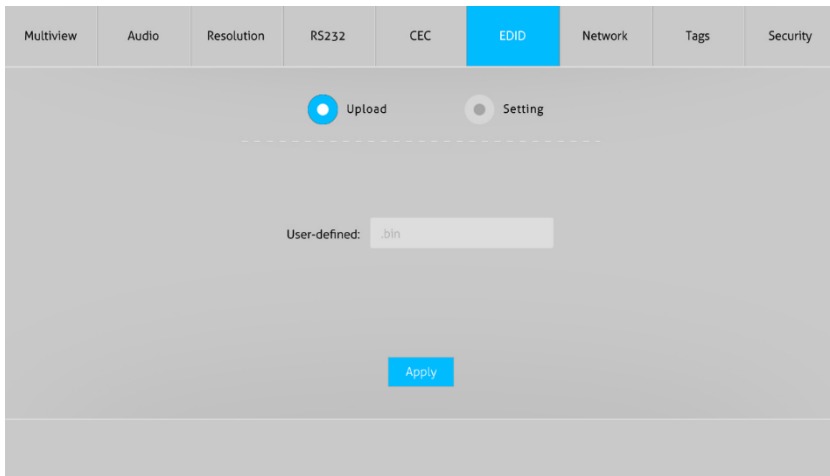 Multiview Audio Resolution RS232 CEC EDID Network Tags Security
Upload Setting
User-defined: .bin
Apply